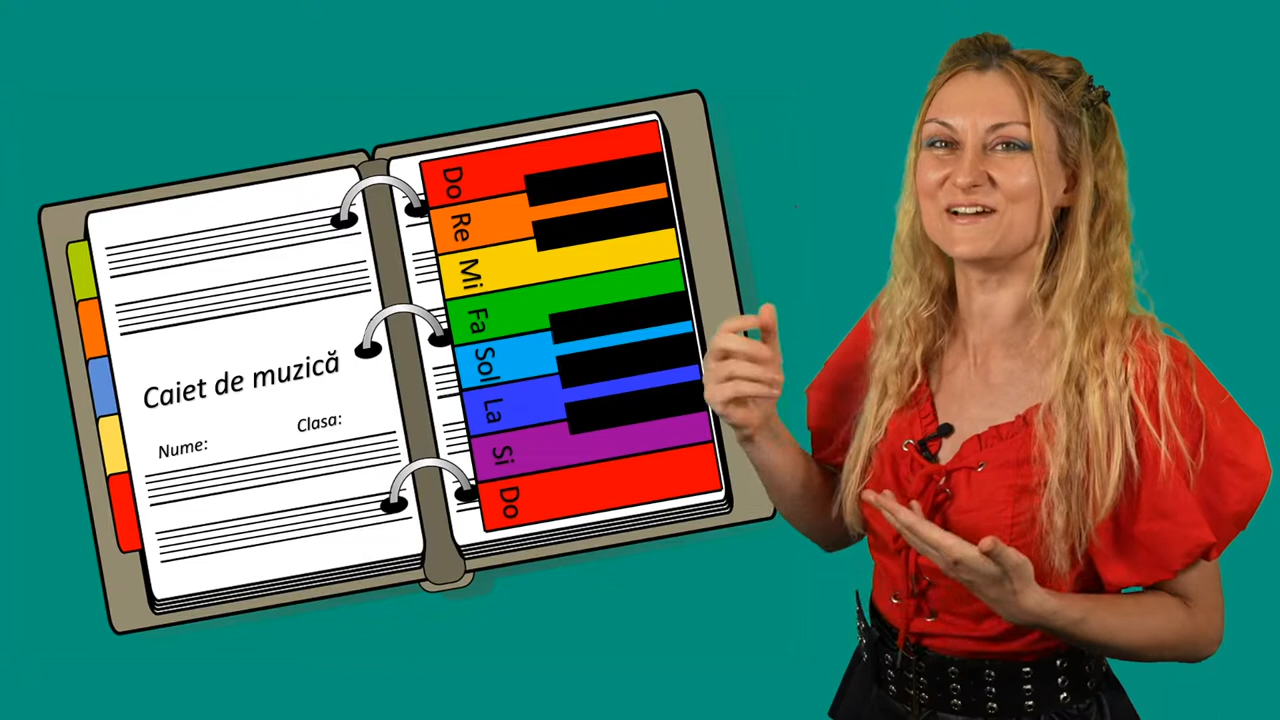 Caiet de muzică
Nume:
Clasa:
Do
Re
Mi
Fa
Sol
La
Si
Do